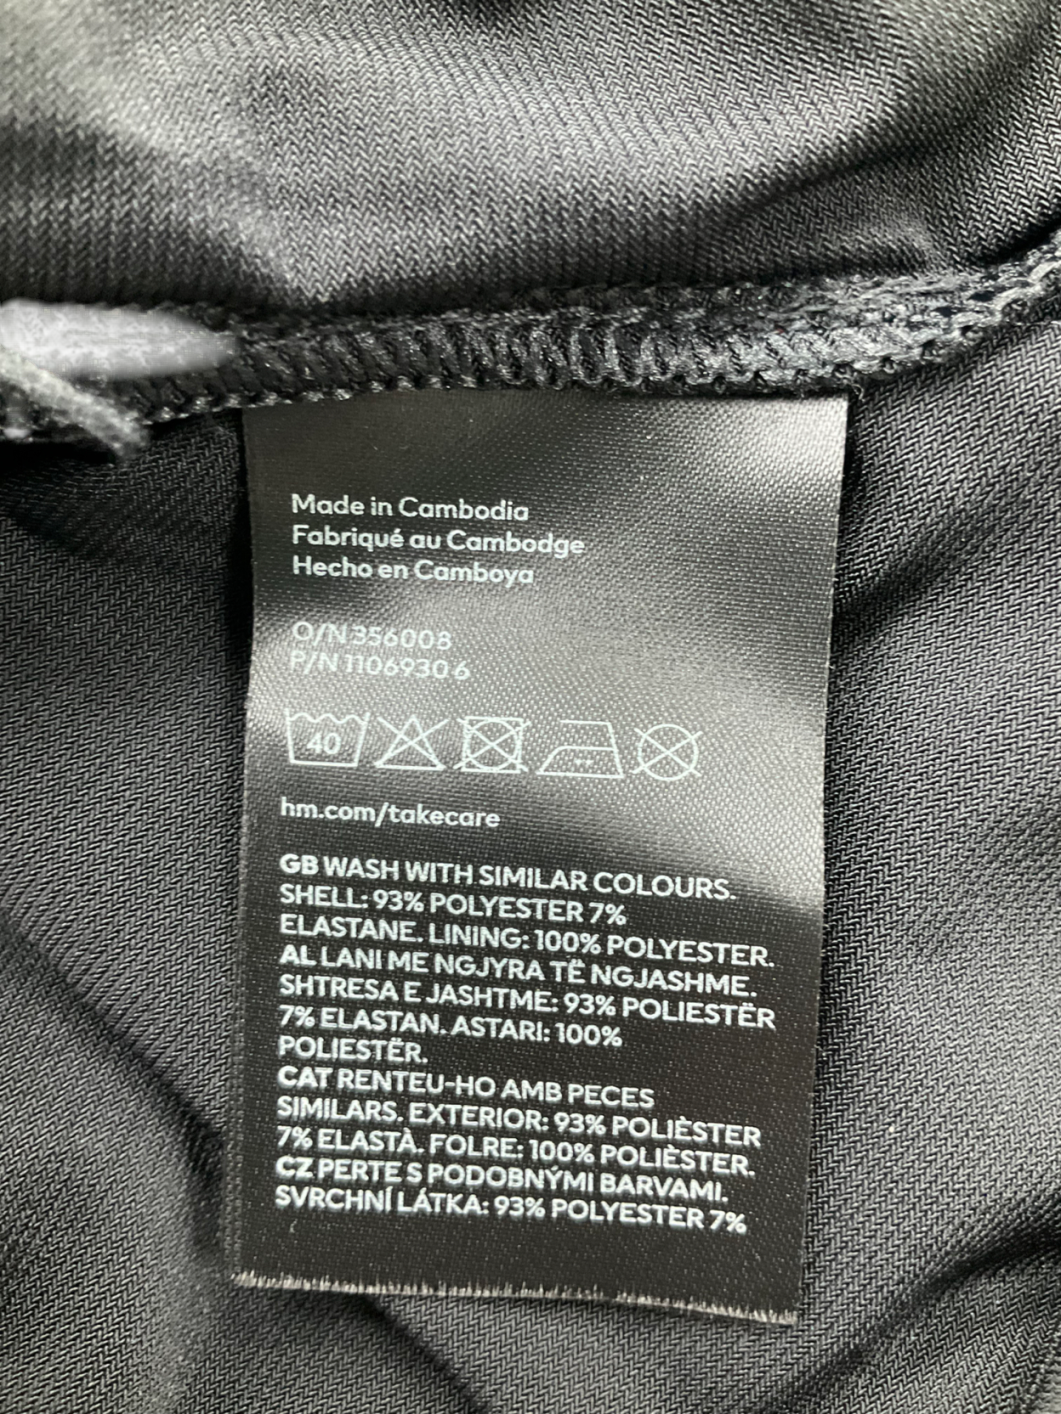 Made in Cambodia
Fabriqué au Cambodge
Hecho en Camboya
O/N 356008
P/N 1106930 6
40
hm.com/takecare
GB WASH WITH SIMILAR COLOURS.
SHELL: 93% POLYESTER 7%
ELASTANE. LINING: 100% POLYESTER.
AL LANI ME NGJYRA TË NGJASHME.
SHTRESA E JASHTME: 93% POLIESTËR
7% ELASTAN. ASTARI: 100%
POLIESTËR.
CAT RENTEU-HO AMB PECES
SIMILARS. EXTERIOR: 93% POLIÈSTER
7% ELASTÀ. FOLRE: 100% POLIÈSTER.
CZ PERTE S PODOBNÝMI BARVAMI.
SVRCHNÍ LÁTKA: 93% POLYESTER 7%